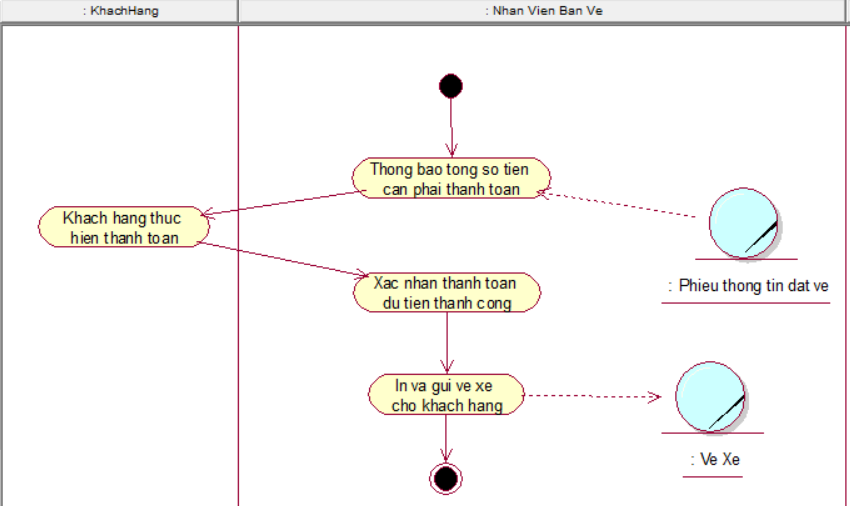 : KhachHang
: Nhan Vien Ban Ve
Thong bao tong so tien
can phai thanh toan
Khach hang thuc
hien thanh toan
Xac nhan thanh toan
du tien thanh cong
: Phieu thong tin dat ve
In va gui ve xe
cho khach hang
: Ve Xe